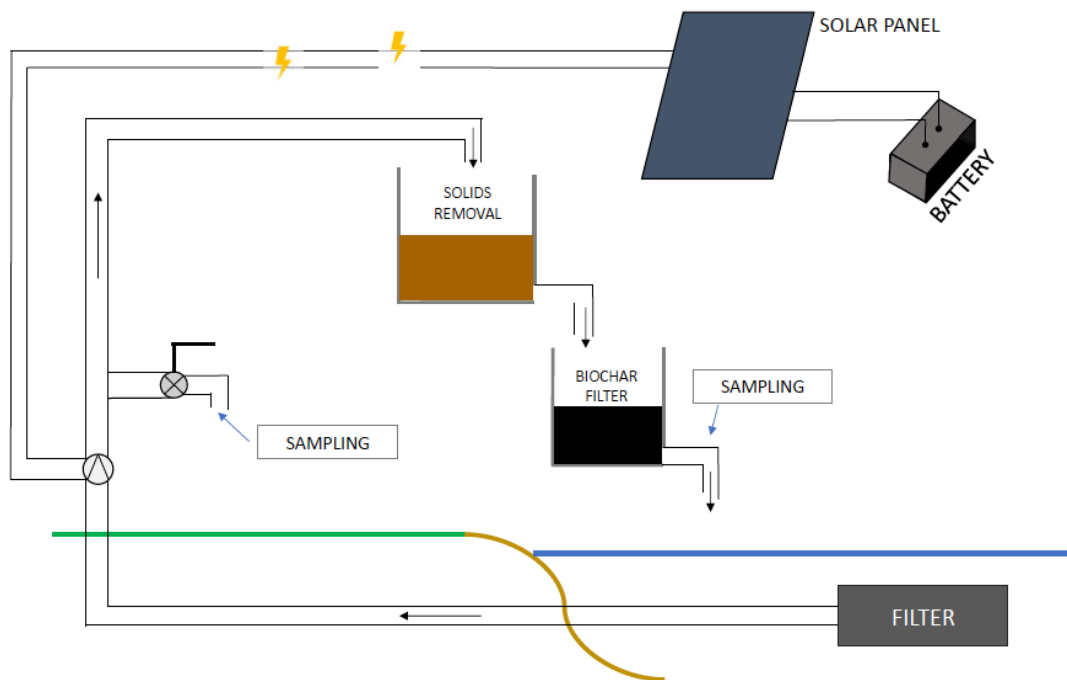 SOLAR PANEL
BATTERY
SOLIDS
REMOVAL
BIOCHAR
FILTER
SAMPLING
SAMPLING
FILTER